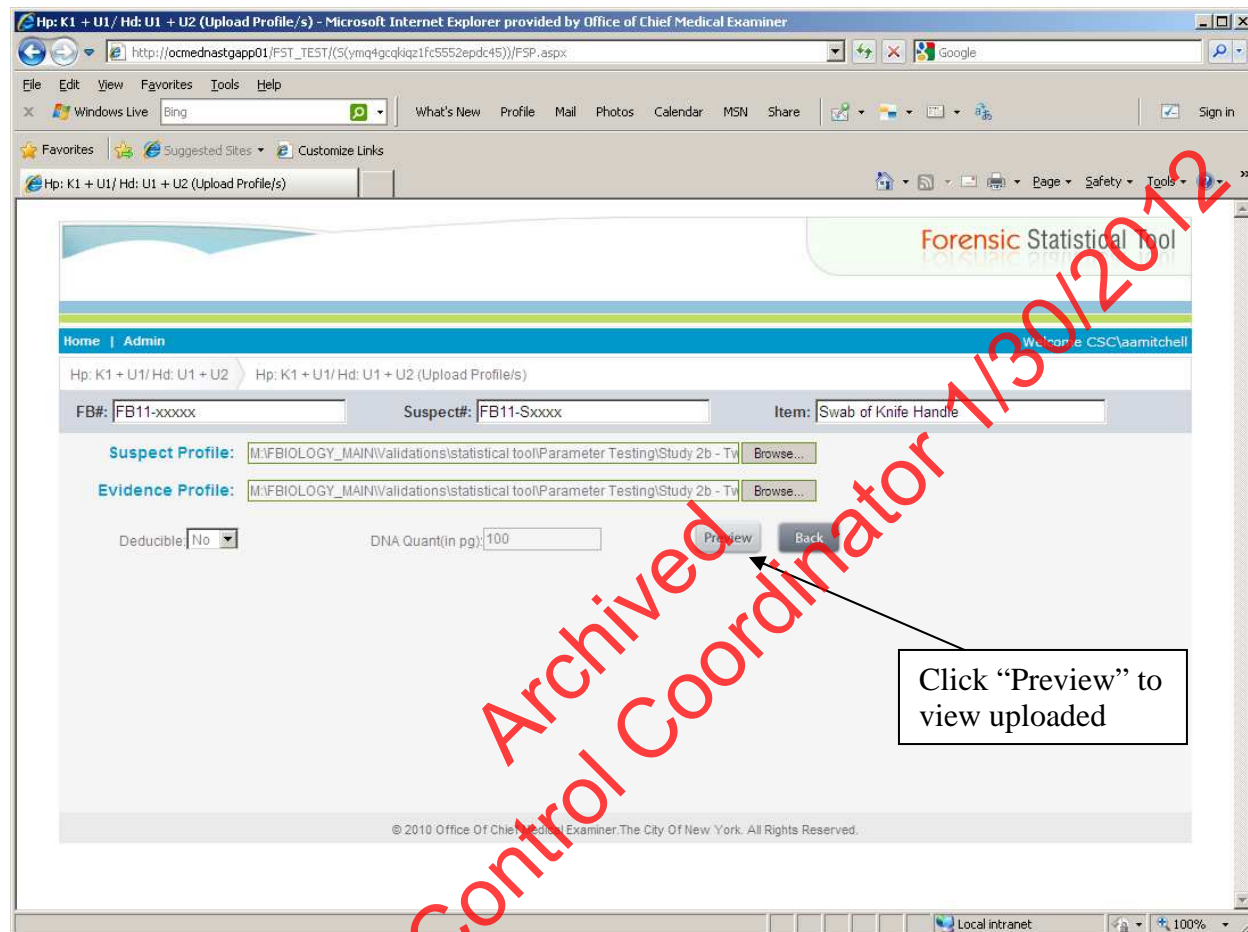 Hp: K1 + U1/ Hd: U1 + U2 (Upload Profile/s) - Microsoft Internet Explorer provided by Office of Chief Medical Examiner
http://ocmednastgapp01/FST_TEST/(S(ymq4gcqkiqz1fc5552epdc45))/FSP.aspx
Google
File Edit View Favorites Tools Help
x Windows Live Bing What's New Profile Mail Photos Calendar MSN Share Sign in
Favorites Suggested Sites Customize Links
Hp: K1 + U1/ Hd: U1 + U2 (Upload Profile/s)
Page Safety Tools »
Forensic Statistical Tool
Home | Admin
Welcome CSC\aamitchell
Hp: K1 + U1/ Hd: U1 + U2 Hp: K1 + U1/ Hd: U1 + U2 (Upload Profile/s)
FB#: FB11-xxxxx Suspect#: FB11-Sxxxx Item: Swab of Knife Handle
Suspect Profile: M:\FBIOLOGY_MAIN\Validations\statistical tool\Parameter Testing\Study 2b - Tw Browse...
Evidence Profile: M:\FBIOLOGY_MAIN\Validations\statistical tool\Parameter Testing\Study 2b - Tw Browse...
Deducible: No DNA Quant(in pg): 100 Preview Back
Click “Preview” to
view uploaded
Archived
Control Coordinator 1/30/2012
© 2010 Office Of Chief Medical Examiner.The City Of New York. All Rights Reserved.
Local intranet 100%